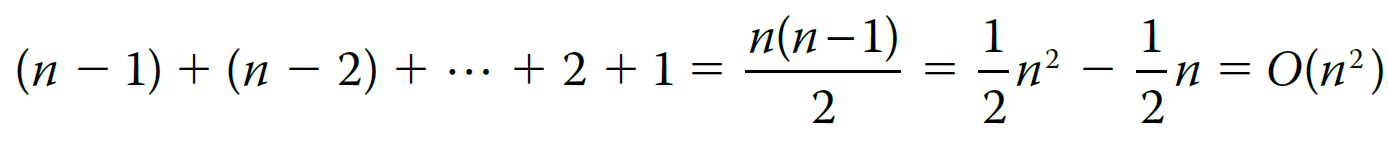 (n − 1) + (n − 2) + ⋯ + 2 + 1 = n(n−1)/2 = 1/2 n² − 1/2 n = O(n²)